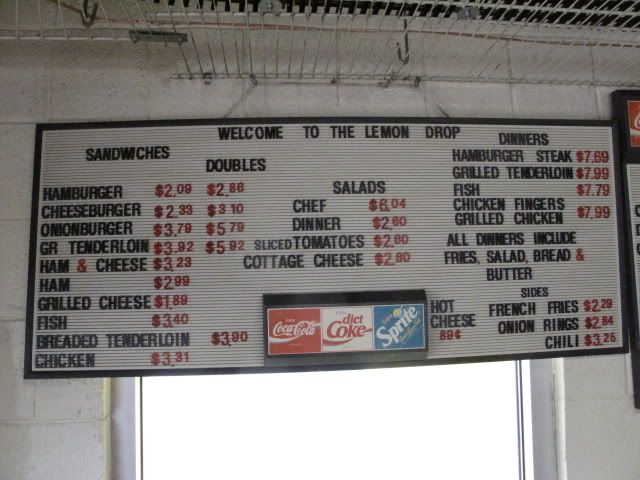 WELCOME TO THE LEMON DROP
SANDWICHES
DOUBLES
HAMBURGER $2.09 $2.86
CHEESEBURGER $2.33 $3 10
ONIONBURGER $3.79 $5.79
GR TENDERLOIN $3.92 $5.92
HAM & CHEESE $3.23
HAM $2.99
GRILLED CHEESE $1.89
FISH $3.40
BREADED TENDERLOIN $3.90
CHICKEN $3.31
SALADS
CHEF $6.04
DINNER $2.60
SLICED TOMATOES $2.60
COTTAGE CHEESE $2.60
Coca-Cola
diet Coke
Sprite
DINNERS
HAMBURGER STEAK $7.69
GRILLED TENDERLOIN $7.99
FISH $7.79
CHICKEN FINGERS
GRILLED CHICKEN $7.99
ALL DINNERS INCLUDE
FRIES, SALAD, BREAD &
BUTTER
HOT
CHEESE
89¢
SIDES
FRENCH FRIES $2.29
ONION RINGS $2.84
CHILI $3.25